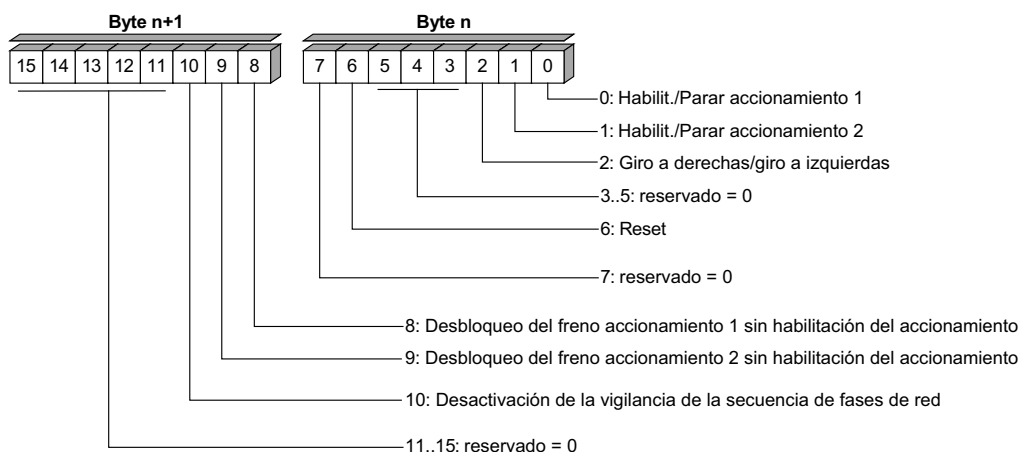 Byte n+1 Byte n
15 14 13 12 11 10 9 8 7 6 5 4 3 2 1 0
0: Habilit./Parar accionamiento 1
1: Habilit./Parar accionamiento 2
2: Giro a derechas/giro a izquierdas
3..5: reservado = 0
6: Reset
7: reservado = 0
8: Desbloqueo del freno accionamiento 1 sin habilitación del accionamiento
9: Desbloqueo del freno accionamiento 2 sin habilitación del accionamiento
10: Desactivación de la vigilancia de la secuencia de fases de red
11..15: reservado = 0